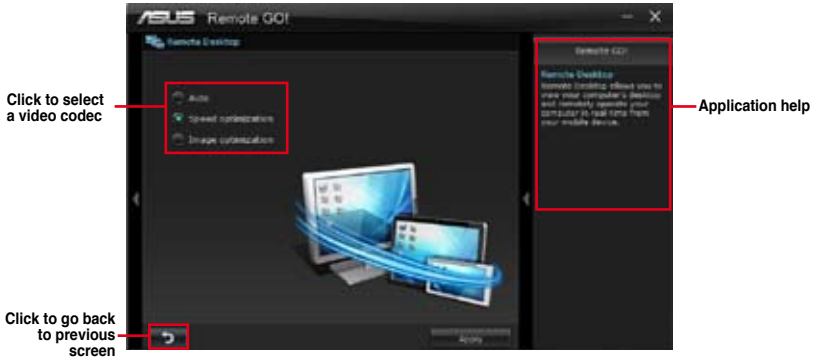 ASUS Remote GO!
Remote Desktop
Remote GO!
Click to select
a video codec
Auto
Speed optimization
Image optimization
Remote Desktop
Remote Desktop allows you to
view your computer's desktop
and remotely operate your
computer in real time from
your mobile device.
Application help
Click to go back
to previous
screen
Apply